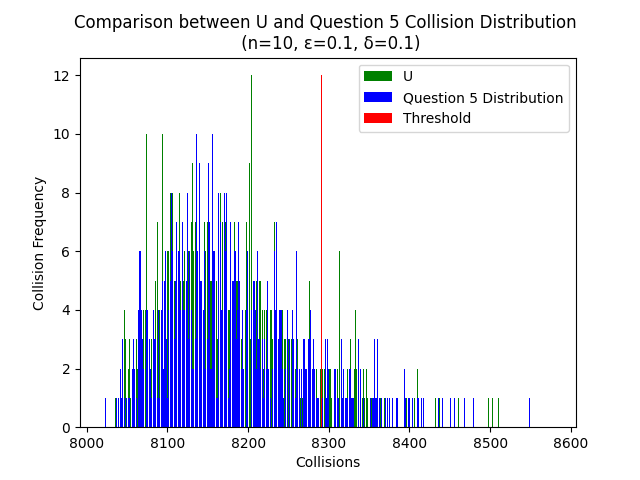 Comparison between U and Question 5 Collision Distribution
(n=10, ε=0.1, δ=0.1)
U
Question 5 Distribution
Threshold
Collision Frequency
12
10
8
6
4
2
0
8000 8100 8200 8300 8400 8500 8600
Collisions